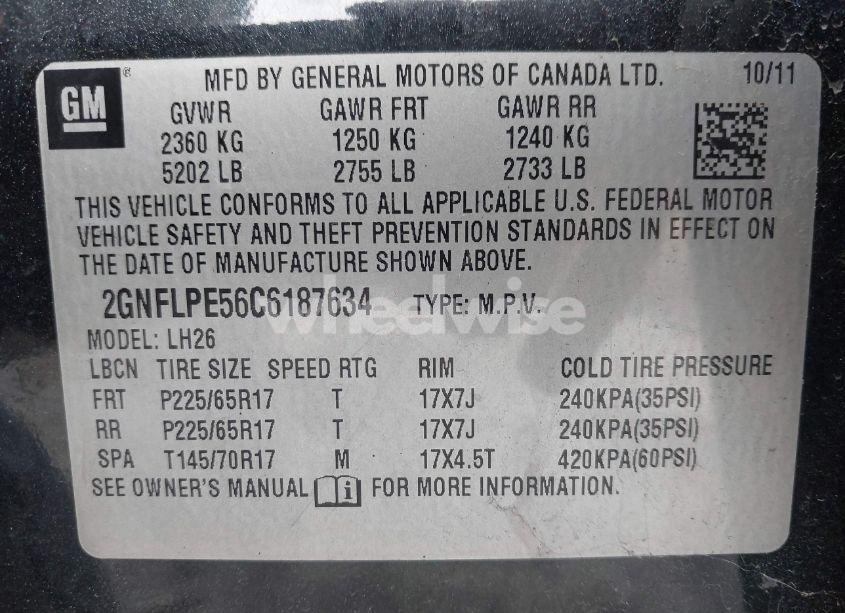 GM ® MFD BY GENERAL MOTORS OF CANADA LTD. 10/11
GVWR GAWR FRT GAWR RR
2360 KG 1250 KG 1240 KG
5202 LB 2755 LB 2733 LB
THIS VEHICLE CONFORMS TO ALL APPLICABLE U.S. FEDERAL MOTOR
VEHICLE SAFETY AND THEFT PREVENTION STANDARDS IN EFFECT ON
THE DATE OF MANUFACTURE SHOWN ABOVE.
2GNFLPE56C6187634 TYPE: M.P.V.
wheelwise
MODEL: LH26
LBCN TIRE SIZE SPEED RTG RIM COLD TIRE PRESSURE
FRT P225/65R17 T 17X7J 240KPA(35PSI)
RR P225/65R17 T 17X7J 240KPA(35PSI)
SPA T145/70R17 M 17X4.5T 420KPA(60PSI)
SEE OWNER'S MANUAL i FOR MORE INFORMATION.